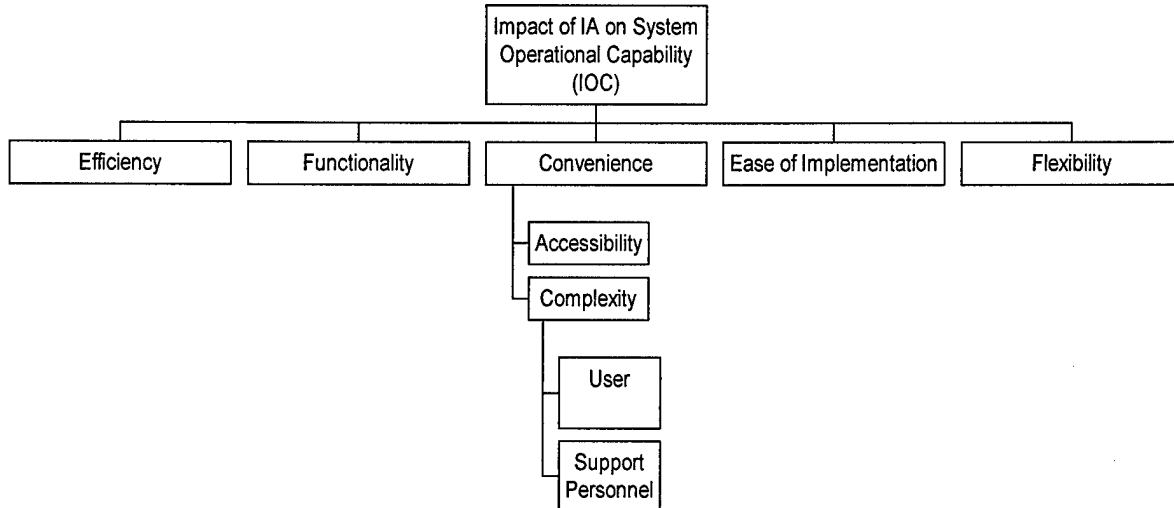 Impact of IA on System
Operational Capability
(IOC)
Efficiency
Functionality
Convenience
Ease of Implementation
Flexibility
Accessibility
Complexity
User
Support
Personnel